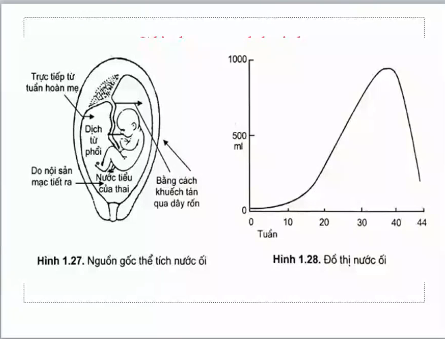 Trực tiếp từ
tuần hoàn mẹ
Dịch
từ
phổi
Do nội sản
mạc tiết ra
Nước tiểu
của thai
Bằng cách
khuếch tán
qua dây rốn
Hình 1.27. Nguồn gốc thể tích nước ối
1000
500
ml
0
0 10 20 30 40 44
Tuần
Hình 1.28. Đồ thị nước ối